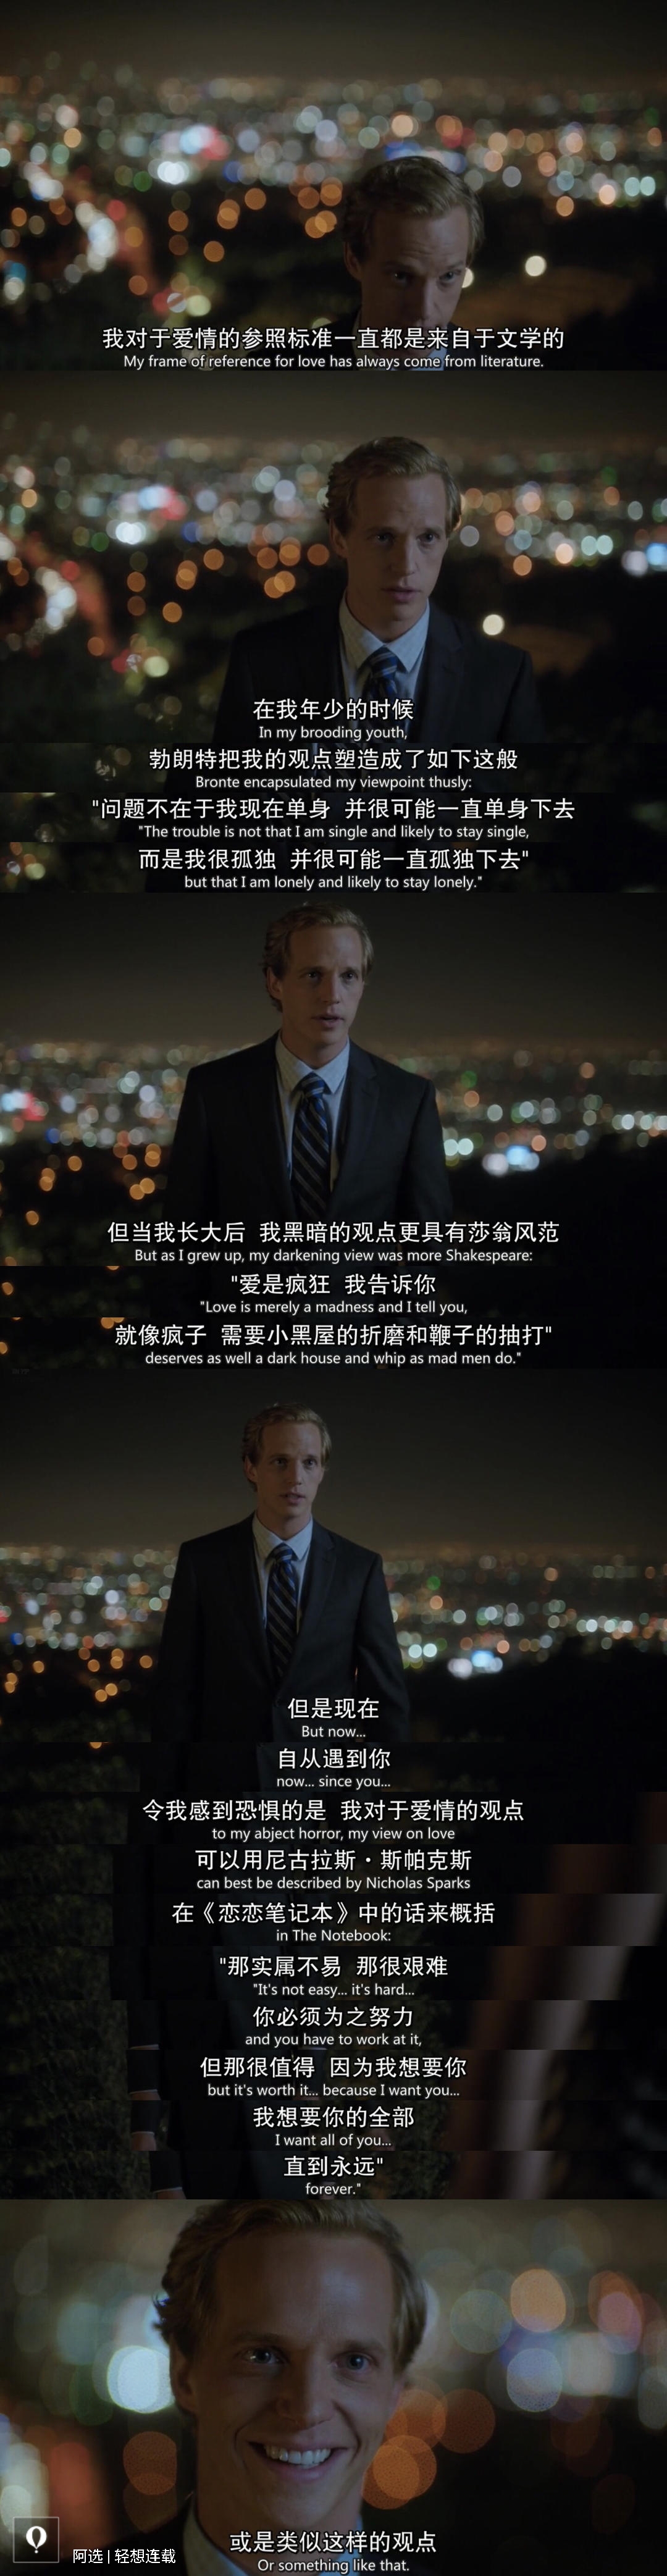 我对于爱情的参照标准一直都是来自于文学的
My frame of reference for love has always come from literature.
在我年少的时候
In my brooding youth,
勃朗特把我的观点塑造成了如下这般
Bronte encapsulated my viewpoint thusly:
"问题不在于我现在单身 并很可能一直单身下去
"The trouble is not that I am single and likely to stay single,
而是我很孤独 并很可能一直孤独下去"
but that I am lonely and likely to stay lonely."
但当我长大后 我黑暗的观点更具有莎翁风范
But as I grew up, my darkening view was more Shakespeare:
"爱是疯狂 我告诉你
"Love is merely a madness and I tell you,
就像疯子 需要小黑屋的折磨和鞭子的抽打"
deserves as well a dark house and whip as mad men do."
但是现在
But now...
自从遇到你
now... since you...
令我感到恐惧的是 我对于爱情的观点
to my abject horror, my view on love
可以用尼古拉斯·斯帕克斯
can best be described by Nicholas Sparks
在《恋恋笔记本》中的话来概括
in The Notebook:
"那实属不易 那很艰难
"It's not easy... it's hard...
你必须为之努力
and you have to work at it,
但那很值得 因为我想要你
but it's worth it... because I want you...
我想要你的全部
I want all of you...
直到永远"
forever."
或是类似这样的观点
Or something like that.
阿选 | 轻想连载